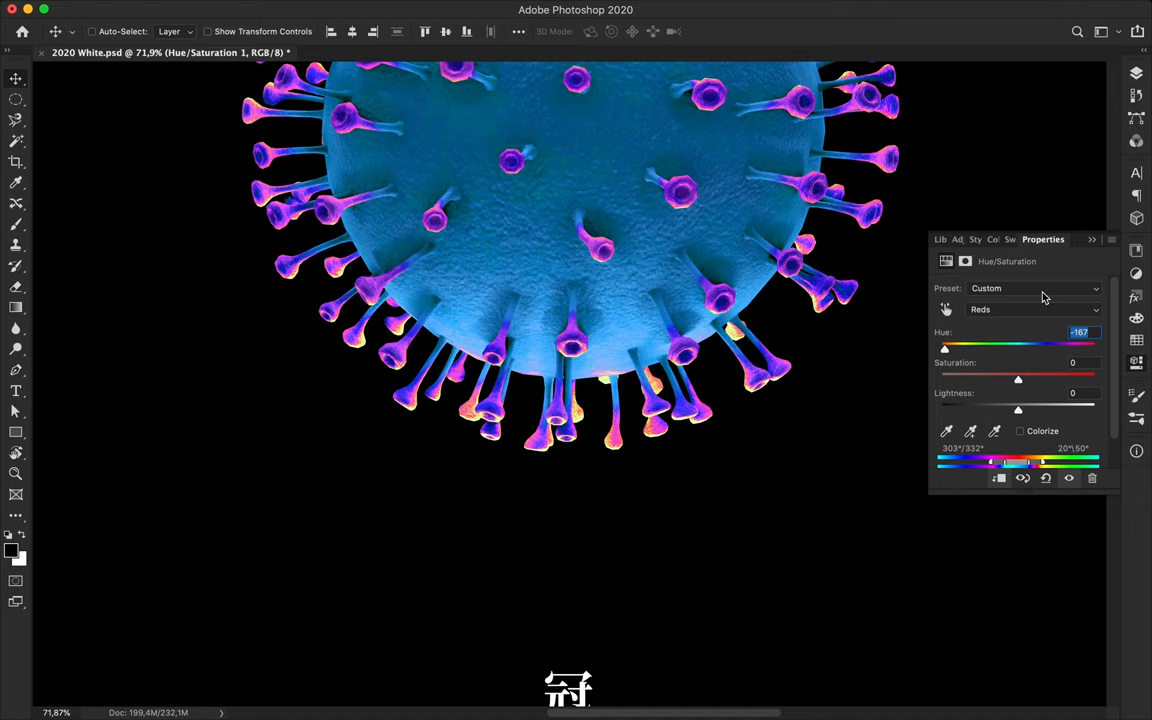 Adobe Photoshop 2020
Auto-Select: Layer Show Transform Controls ••• 3D Mode:
× 2020 White.psd @ 71,9% (Hue/Saturation 1, RGB/8) *
Lib Adj Sty Col Sw Properties
Hue/Saturation
Preset: Custom
Reds
Hue: -167
Saturation: 0
Lightness: 0
Colorize
303°/332° 20°\50°
冠
71,87% Doc: 199,4M/232,1M